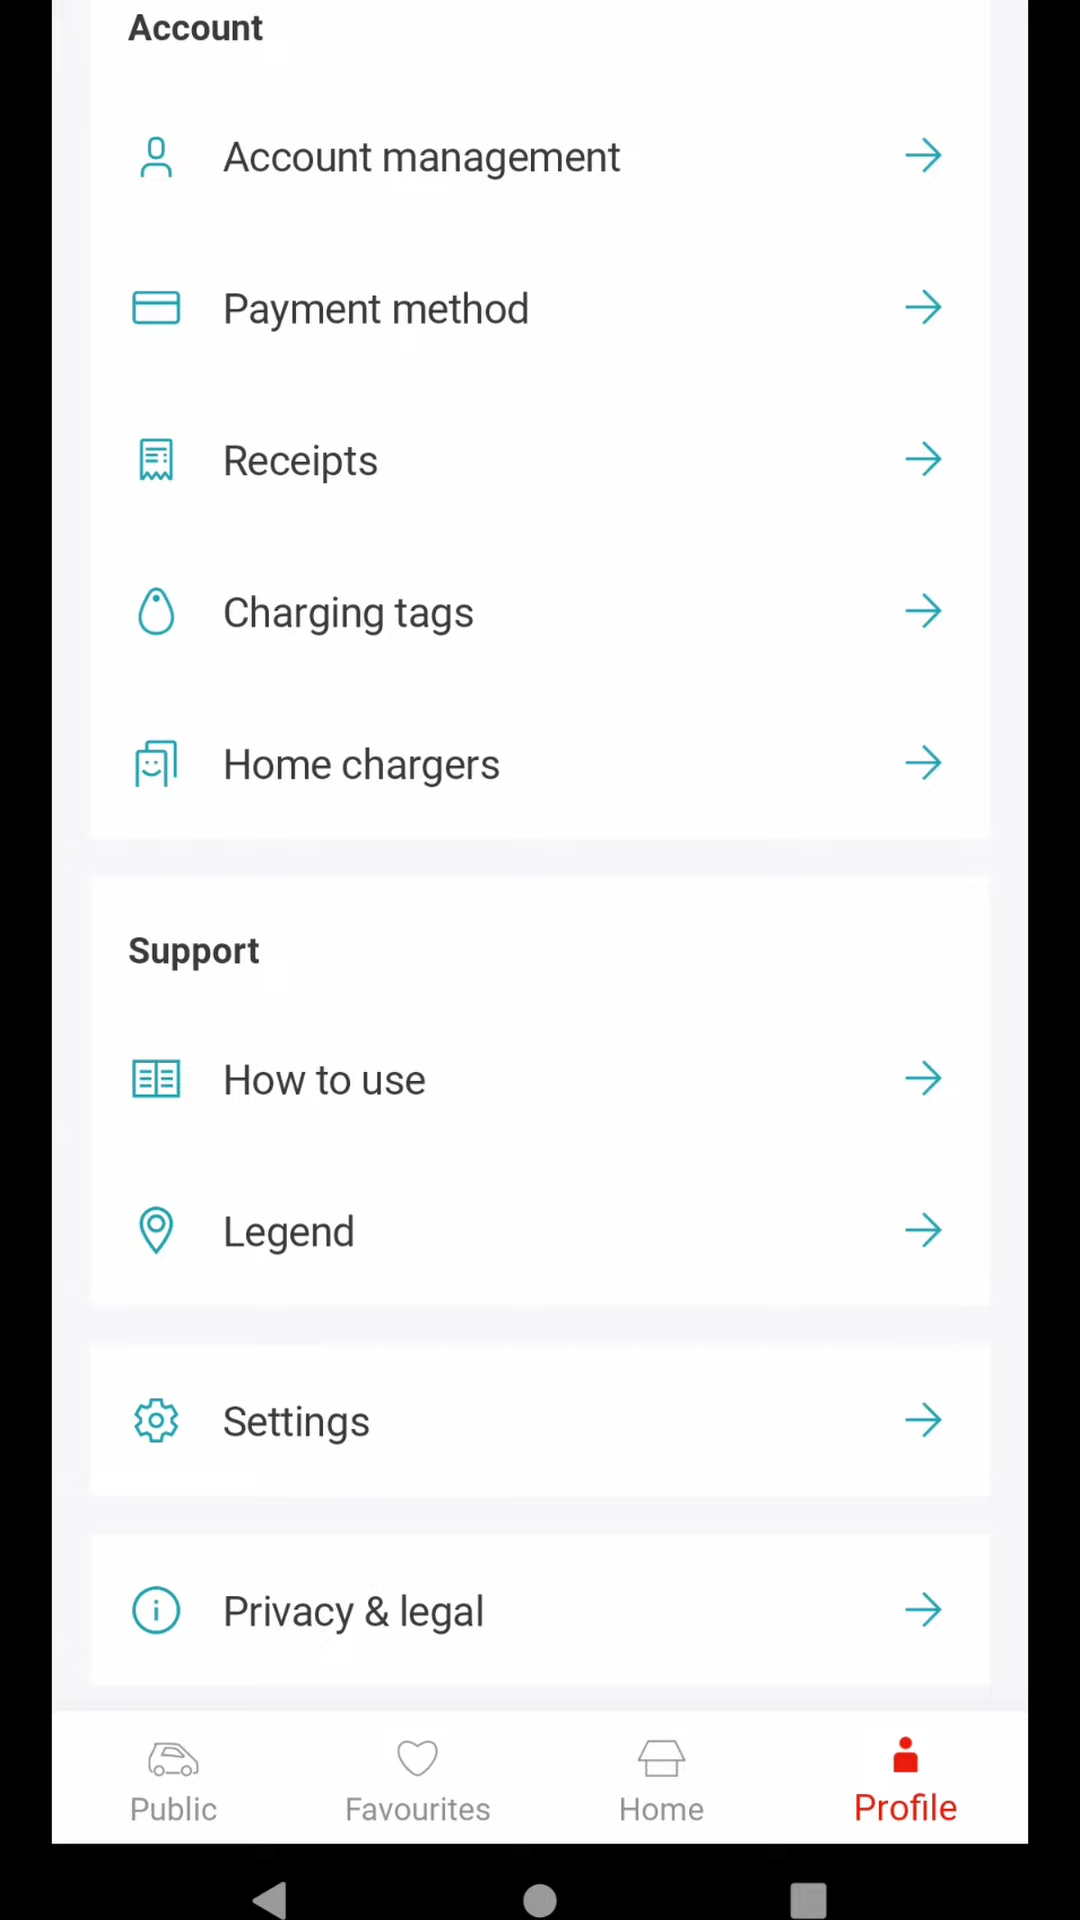 Account
Account management
Payment method
Receipts
Charging tags
Home chargers
Support
How to use
Legend
Settings
Privacy & legal
Public
Favourites
Home
Profile